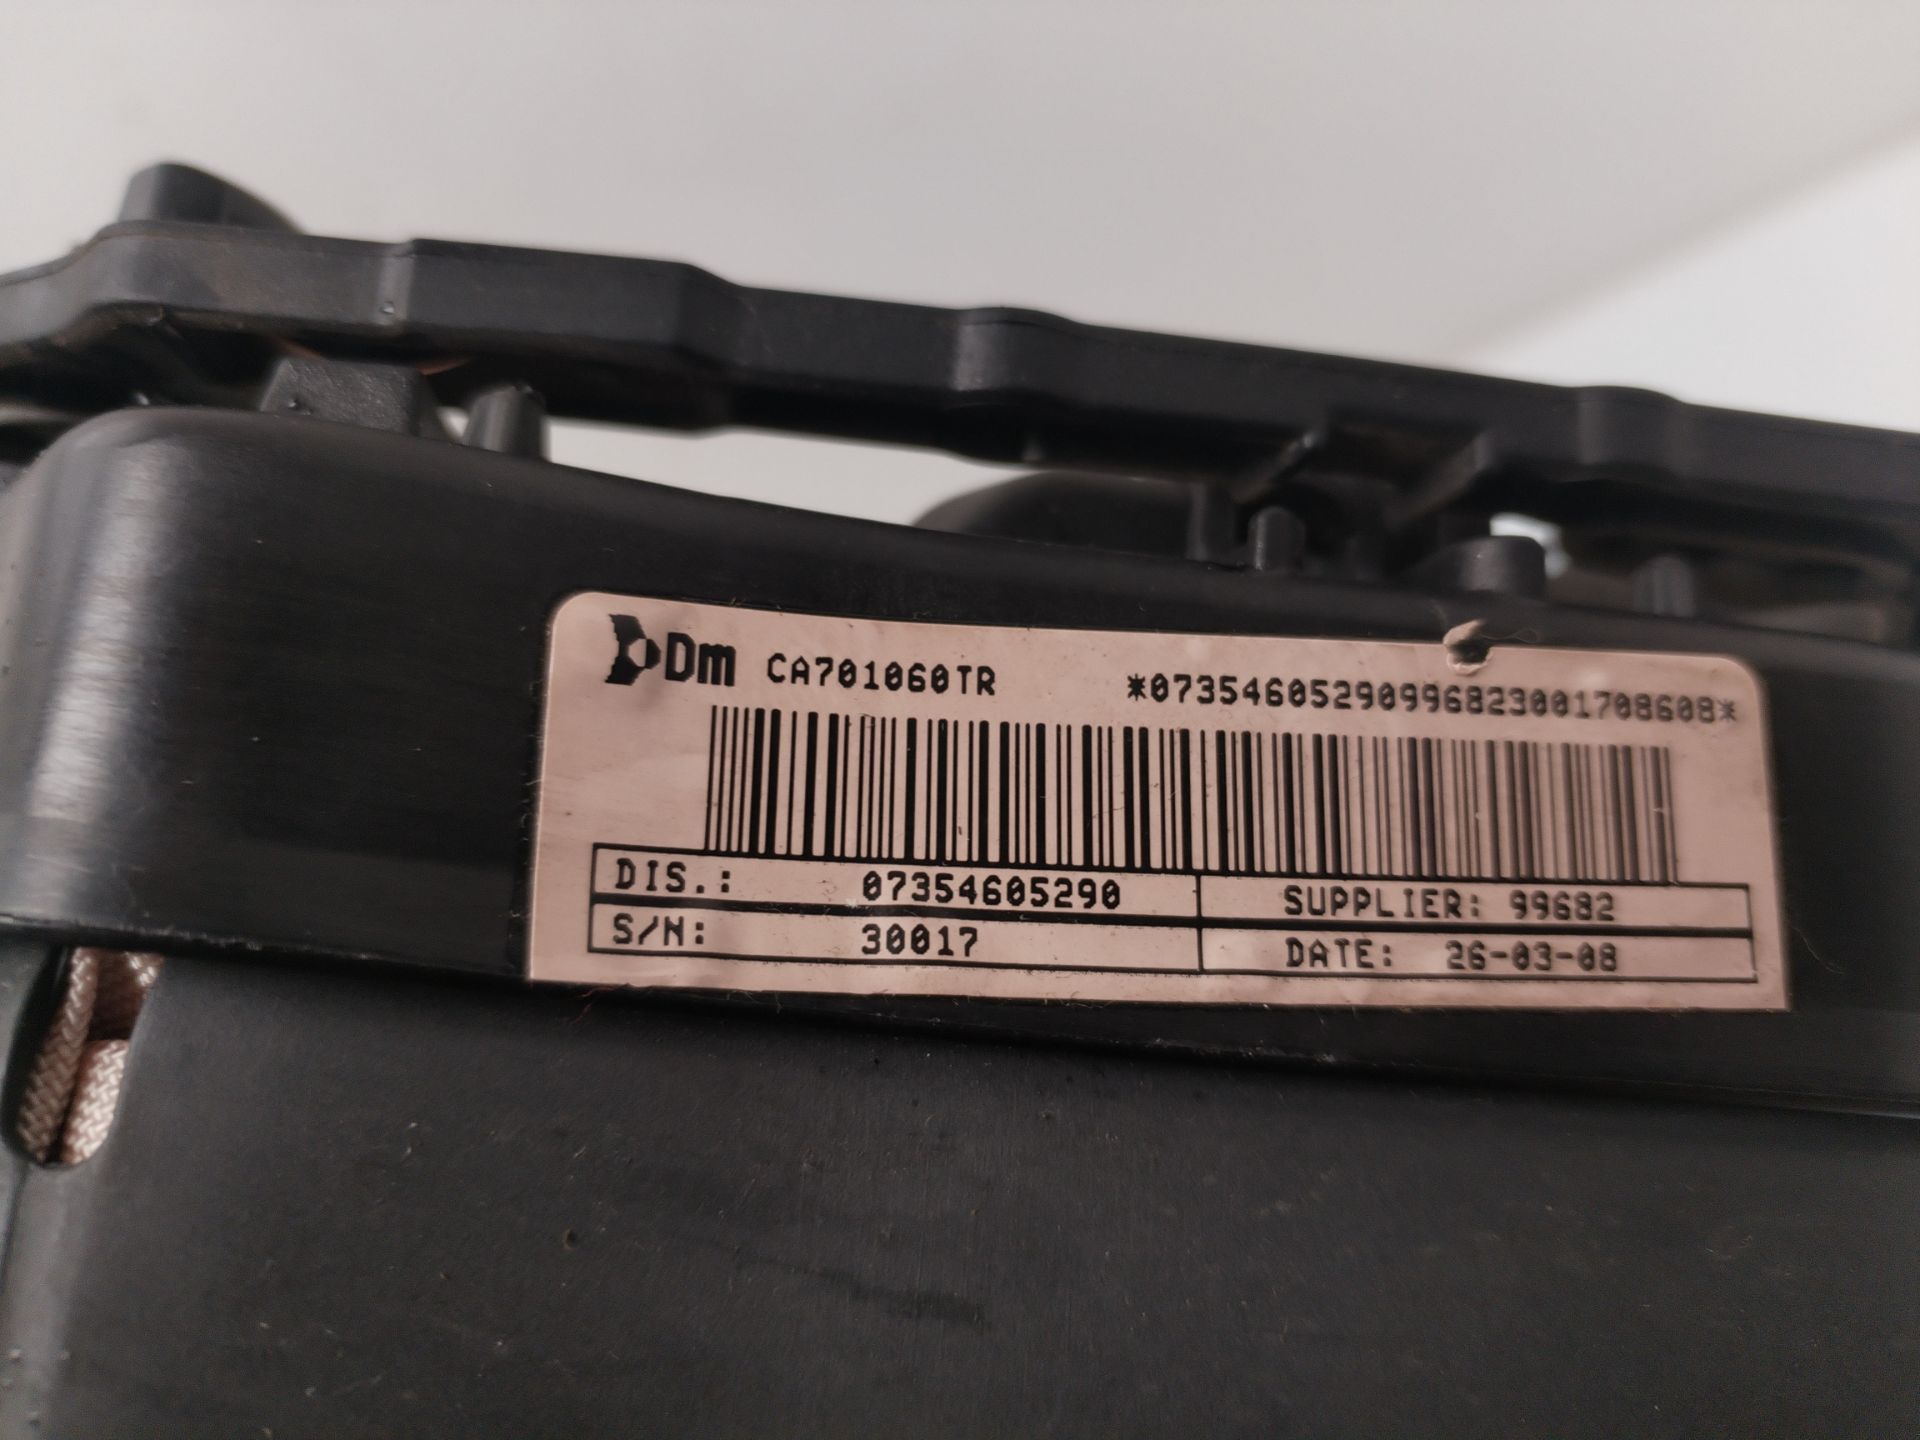 Dm CA701060TR *07354605290996823001708608*
DIS.: 07354605290 SUPPLIER: 99682
S/N: 30017 DATE: 26-03-08